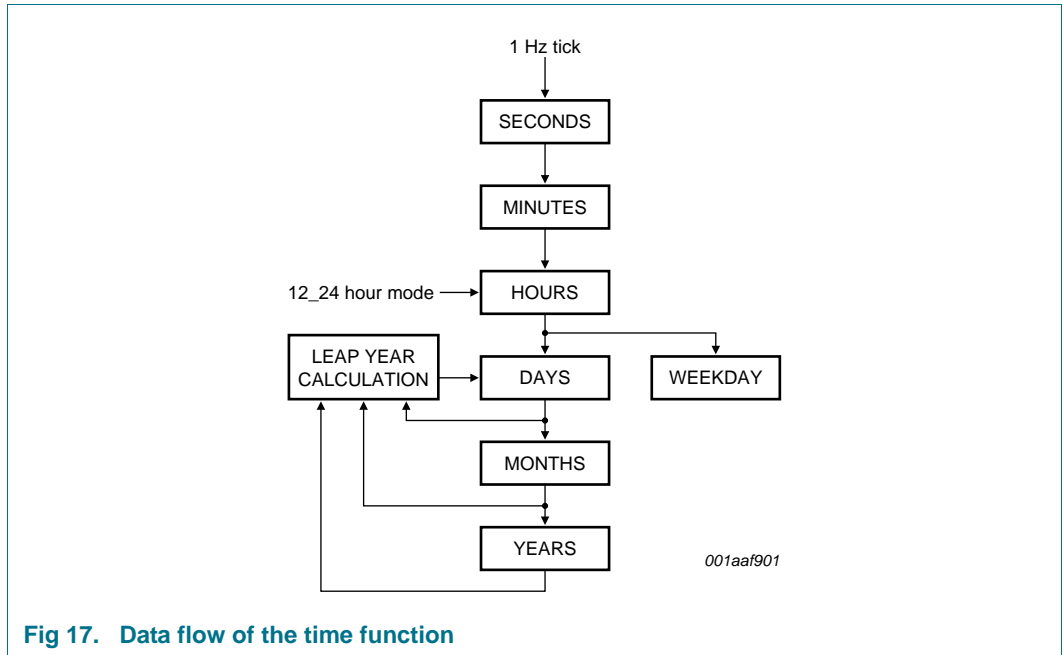 1 Hz tick
SECONDS
MINUTES
12_24 hour mode
HOURS
LEAP YEAR
CALCULATION
DAYS
WEEKDAY
MONTHS
YEARS
001aaf901
Fig 17. Data flow of the time function